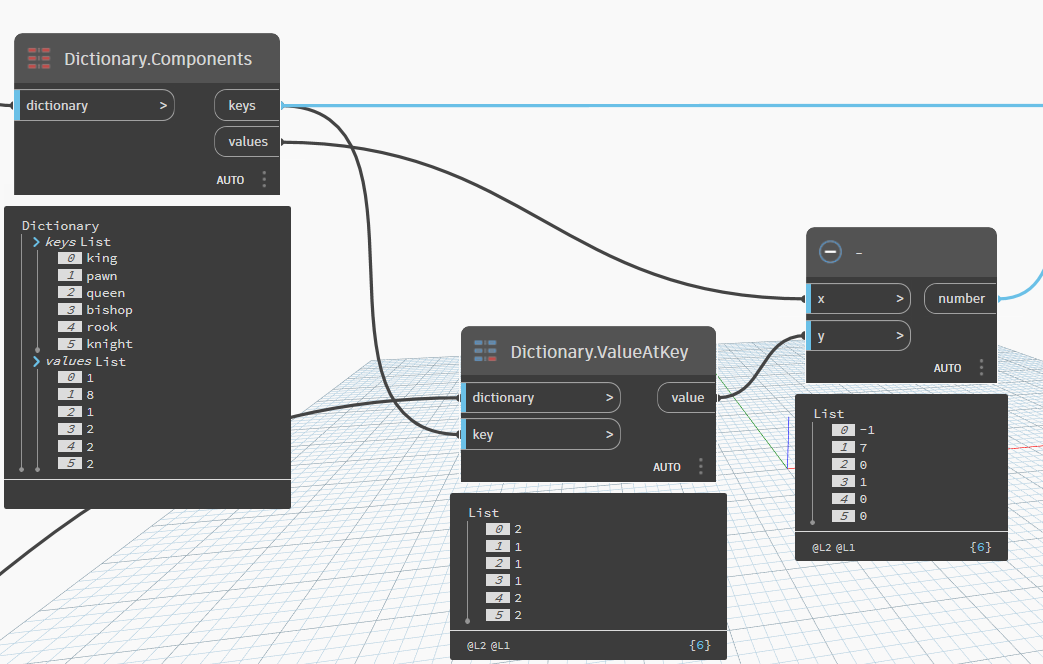 Dictionary.Components
dictionary >
keys
values
AUTO
Dictionary
keys List
0 king
1 pawn
2 queen
3 bishop
4 rook
5 knight
values List
0 1
1 8
2 1
3 2
4 2
5 2
Dictionary.ValueAtKey
dictionary >
value
key >
AUTO
List
0 2
1 1
2 1
3 1
4 2
5 2
@L2 @L1 {6}
-
x >
number
y >
AUTO
List
0 -1
1 7
2 0
3 1
4 0
5 0
@L2 @L1 {6}